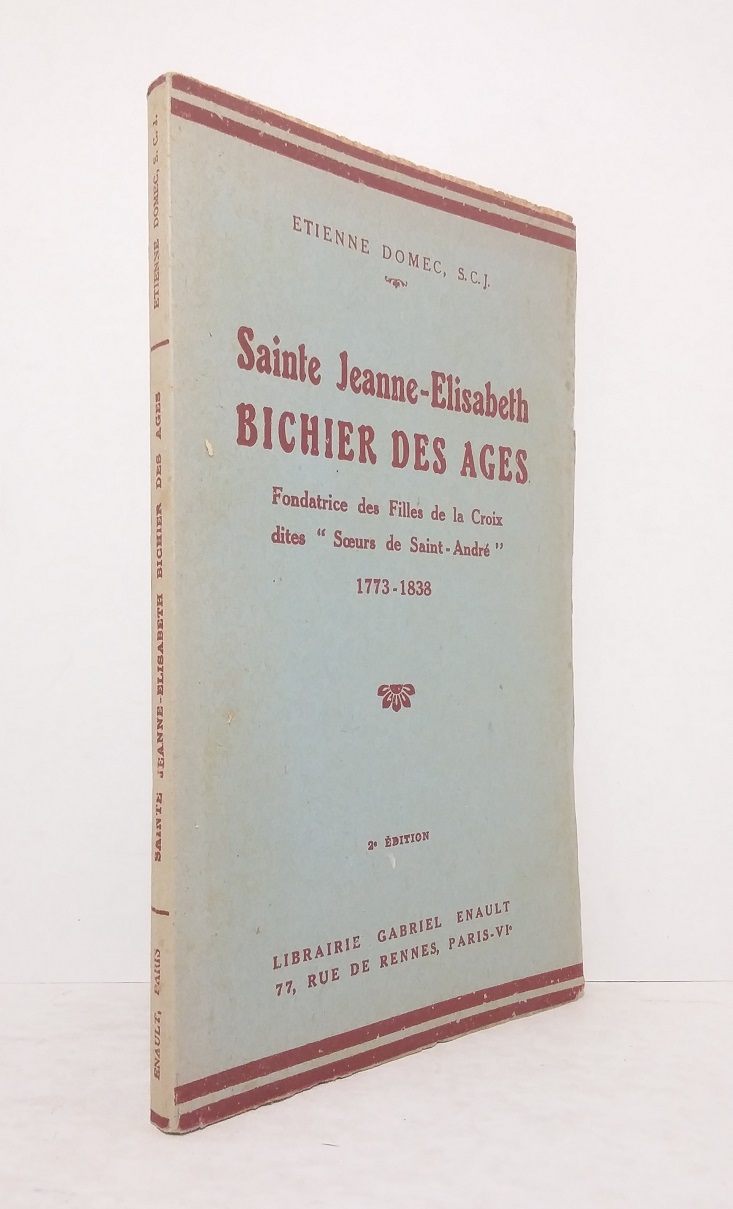 ETIENNE DOMEC, S.C.J.
Sainte Jeanne-Elisabeth
BICHIER DES AGES
Fondatrice des Filles de la Croix
dites “ Sœurs de Saint-André ”
1773-1838
2e ÉDITION
LIBRAIRIE GABRIEL ENAULT
77, RUE DE RENNES, PARIS-VIe
ENAULT, PARIS
SAINTE JEANNE-ELISABETH BICHIER DES AGES
ETIENNE DOMEC, S.C.J.